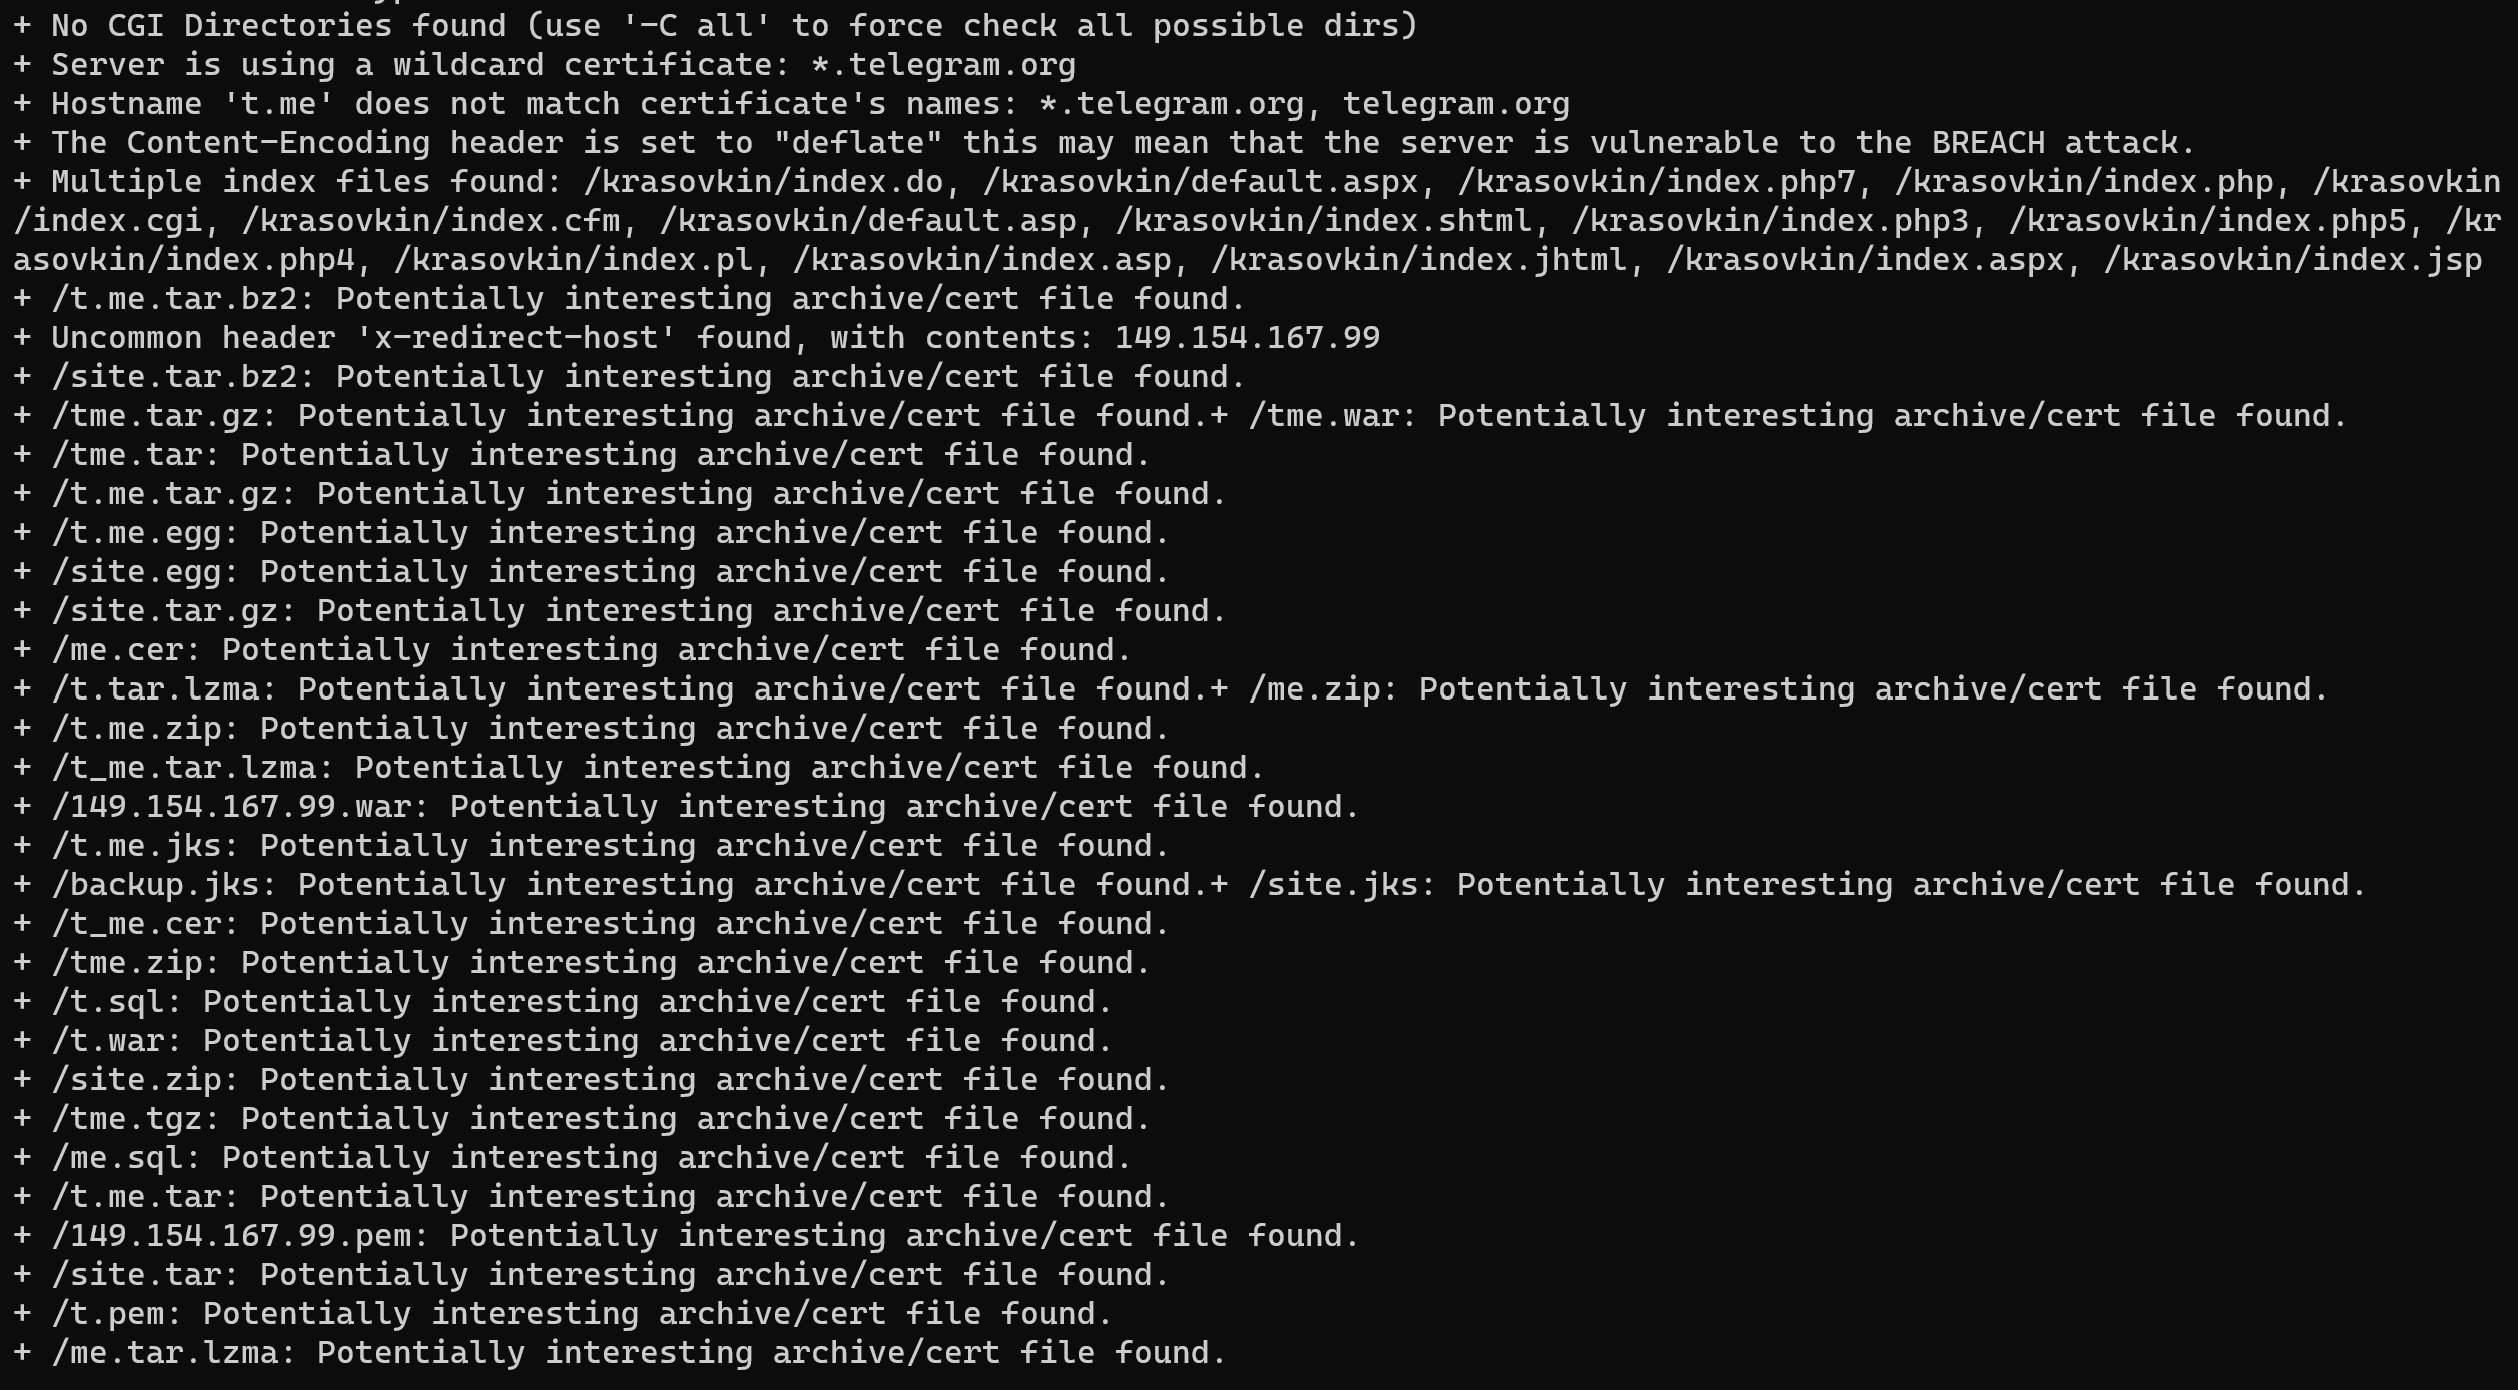 + No CGI Directories found (use '-C all' to force check all possible dirs)
+ Server is using a wildcard certificate: *.telegram.org
+ Hostname 't.me' does not match certificate's names: *.telegram.org, telegram.org
+ The Content-Encoding header is set to "deflate" this may mean that the server is vulnerable to the BREACH attack.
+ Multiple index files found: /krasovkin/index.do, /krasovkin/default.aspx, /krasovkin/index.php7, /krasovkin/index.php, /krasovkin
/index.cgi, /krasovkin/index.cfm, /krasovkin/default.asp, /krasovkin/index.shtml, /krasovkin/index.php3, /krasovkin/index.php5, /kr
asovkin/index.php4, /krasovkin/index.pl, /krasovkin/index.asp, /krasovkin/index.jhtml, /krasovkin/index.aspx, /krasovkin/index.jsp
+ /t.me.tar.bz2: Potentially interesting archive/cert file found.
+ Uncommon header 'x-redirect-host' found, with contents: 149.154.167.99
+ /site.tar.bz2: Potentially interesting archive/cert file found.
+ /tme.tar.gz: Potentially interesting archive/cert file found.+ /tme.war: Potentially interesting archive/cert file found.
+ /tme.tar: Potentially interesting archive/cert file found.
+ /t.me.tar.gz: Potentially interesting archive/cert file found.
+ /t.me.egg: Potentially interesting archive/cert file found.
+ /site.egg: Potentially interesting archive/cert file found.
+ /site.tar.gz: Potentially interesting archive/cert file found.
+ /me.cer: Potentially interesting archive/cert file found.
+ /t.tar.lzma: Potentially interesting archive/cert file found.+ /me.zip: Potentially interesting archive/cert file found.
+ /t.me.zip: Potentially interesting archive/cert file found.
+ /t_me.tar.lzma: Potentially interesting archive/cert file found.
+ /149.154.167.99.war: Potentially interesting archive/cert file found.
+ /t.me.jks: Potentially interesting archive/cert file found.
+ /backup.jks: Potentially interesting archive/cert file found.+ /site.jks: Potentially interesting archive/cert file found.
+ /t_me.cer: Potentially interesting archive/cert file found.
+ /tme.zip: Potentially interesting archive/cert file found.
+ /t.sql: Potentially interesting archive/cert file found.
+ /t.war: Potentially interesting archive/cert file found.
+ /site.zip: Potentially interesting archive/cert file found.
+ /tme.tgz: Potentially interesting archive/cert file found.
+ /me.sql: Potentially interesting archive/cert file found.
+ /t.me.tar: Potentially interesting archive/cert file found.
+ /149.154.167.99.pem: Potentially interesting archive/cert file found.
+ /site.tar: Potentially interesting archive/cert file found.
+ /t.pem: Potentially interesting archive/cert file found.
+ /me.tar.lzma: Potentially interesting archive/cert file found.